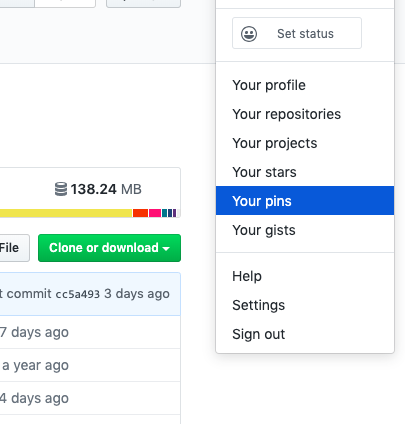 Set status
Your profile
Your repositories
Your projects
Your stars
Your pins
Your gists
Help
Settings
Sign out
138.24 MB
File
Clone or download
t commit cc5a493 3 days ago
7 days ago
a year ago
4 days ago